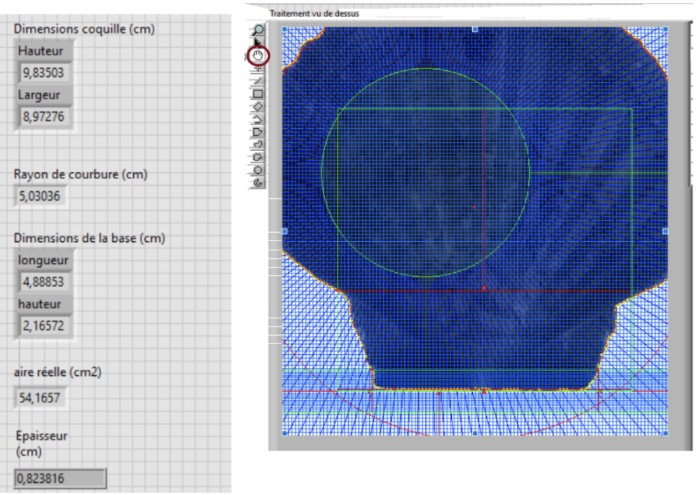 Dimensions coquille (cm)
Hauteur
9,83503
Largeur
8,97276
Rayon de courbure (cm)
5,03036
Dimensions de la base (cm)
longueur
4,88853
hauteur
2,16572
aire réelle (cm2)
54,1657
Epaisseur
(cm)
0,823816
Traitement vu de dessus